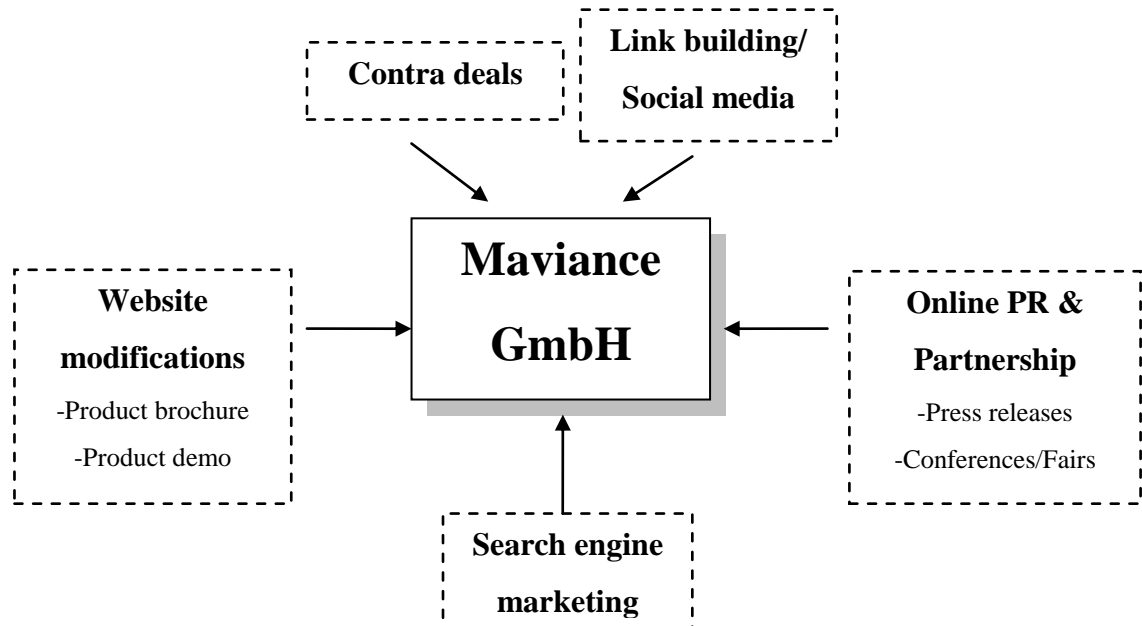 Contra deals
Link building/
Social media
Maviance
GmbH
Website
modifications
-Product brochure
-Product demo
Online PR &
Partnership
-Press releases
-Conferences/Fairs
Search engine
marketing